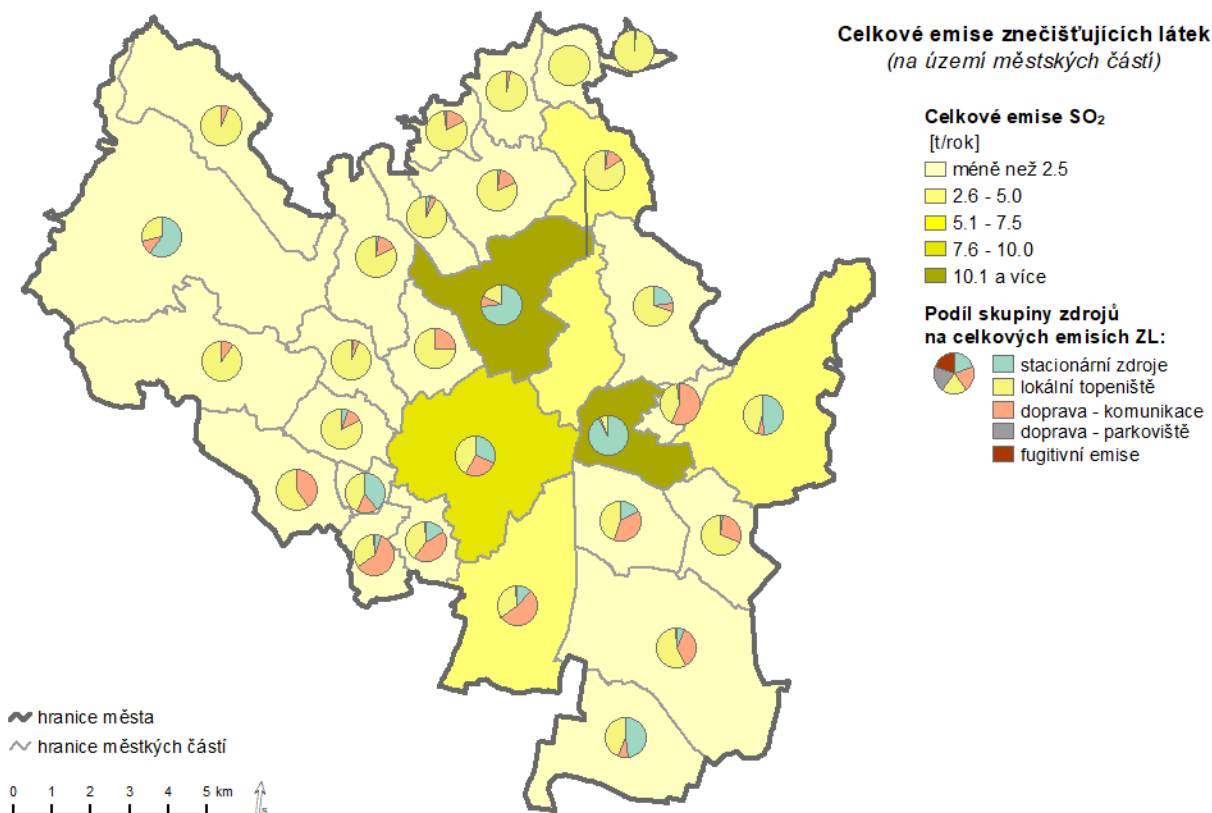 Celkové emise znečišťujících látek
(na území městských částí)
Celkové emise SO₂
[t/rok]
méně než 2.5
2.6 - 5.0
5.1 - 7.5
7.6 - 10.0
10.1 a více
Podíl skupiny zdrojů
na celkových emisích ZL:
stacionární zdroje
lokální topeniště
doprava - komunikace
doprava - parkoviště
fugitivní emise
hranice města
hranice městkých částí
0 1 2 3 4 5 km
s